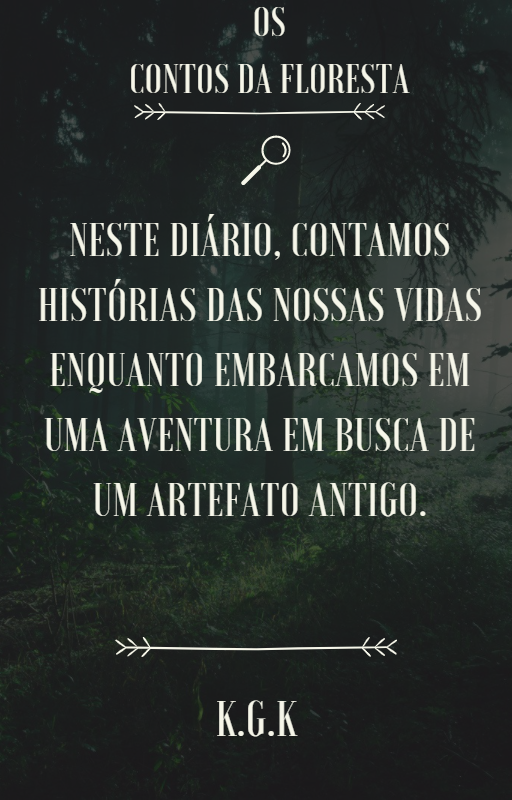 OS
CONTOS DA FLORESTA
NESTE DIÁRIO, CONTAMOS
HISTÓRIAS DAS NOSSAS VIDAS
ENQUANTO EMBARCAMOS EM
UMA AVENTURA EM BUSCA DE
UM ARTEFATO ANTIGO.
K.G.K